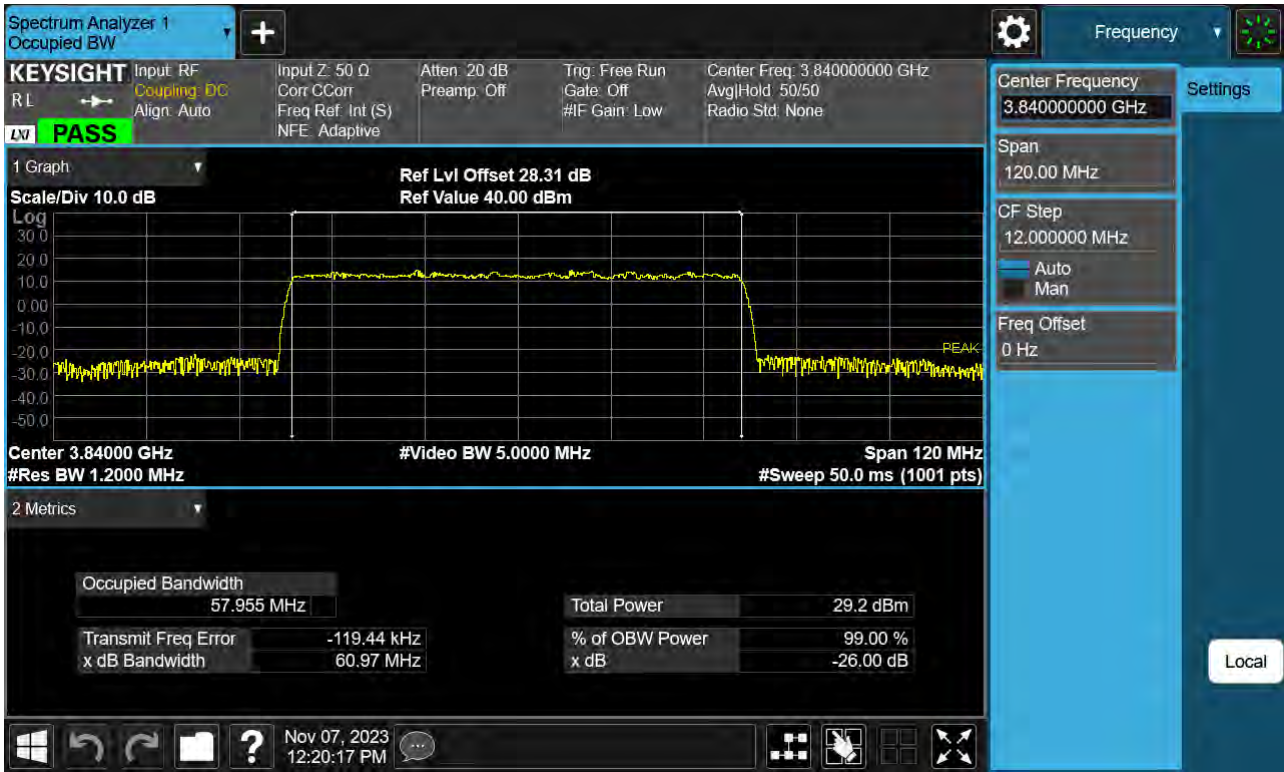 Spectrum Analyzer 1
Occupied BW
+
Frequency
KEYSIGHT
R L
LXI PASS
Input: RF
Coupling: DC
Align: Auto
Input Z: 50 Ω
Corr CCorr
Freq Ref: Int (S)
NFE: Adaptive
Atten: 20 dB
Preamp: Off
Trig: Free Run
Gate: Off
#IF Gain: Low
Center Freq: 3.840000000 GHz
Avg|Hold: 50/50
Radio Std: None
1 Graph
Scale/Div 10.0 dB
Ref Lvl Offset 28.31 dB
Ref Value 40.00 dBm
Log
30.0
20.0
10.0
0.00
-10.0
-20.0
-30.0
-40.0
-50.0
PEAK
Center 3.84000 GHz
#Video BW 5.0000 MHz
Span 120 MHz
#Res BW 1.2000 MHz
#Sweep 50.0 ms (1001 pts)
2 Metrics
Occupied Bandwidth
57.955 MHz
Total Power 29.2 dBm
Transmit Freq Error -119.44 kHz
% of OBW Power 99.00 %
x dB Bandwidth 60.97 MHz
x dB -26.00 dB
Center Frequency
3.840000000 GHz
Settings
Span
120.00 MHz
CF Step
12.000000 MHz
Auto
Man
Freq Offset
0 Hz
Local
?
Nov 07, 2023
12:20:17 PM